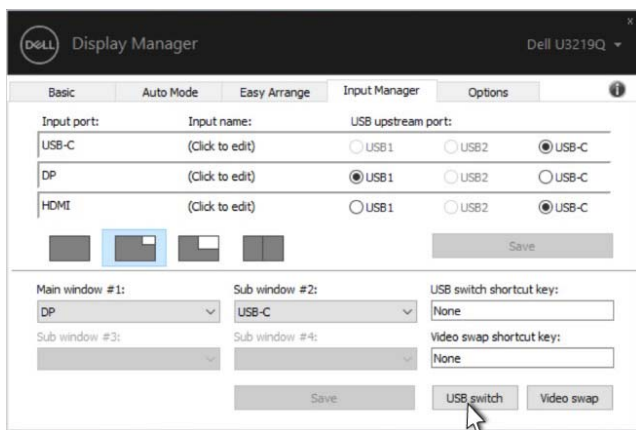 x
DELL Display Manager Dell U3219Q
Basic Auto Mode Easy Arrange Input Manager Options i
Input port: Input name: USB upstream port:
USB-C (Click to edit) USB1 USB2 USB-C
DP (Click to edit) USB1 USB2 USB-C
HDMI (Click to edit) USB1 USB2 USB-C
Save
Main window #1: Sub window #2: USB switch shortcut key:
DP USB-C None
Sub window #3: Sub window #4: Video swap shortcut key:
None
Save USB switch Video swap